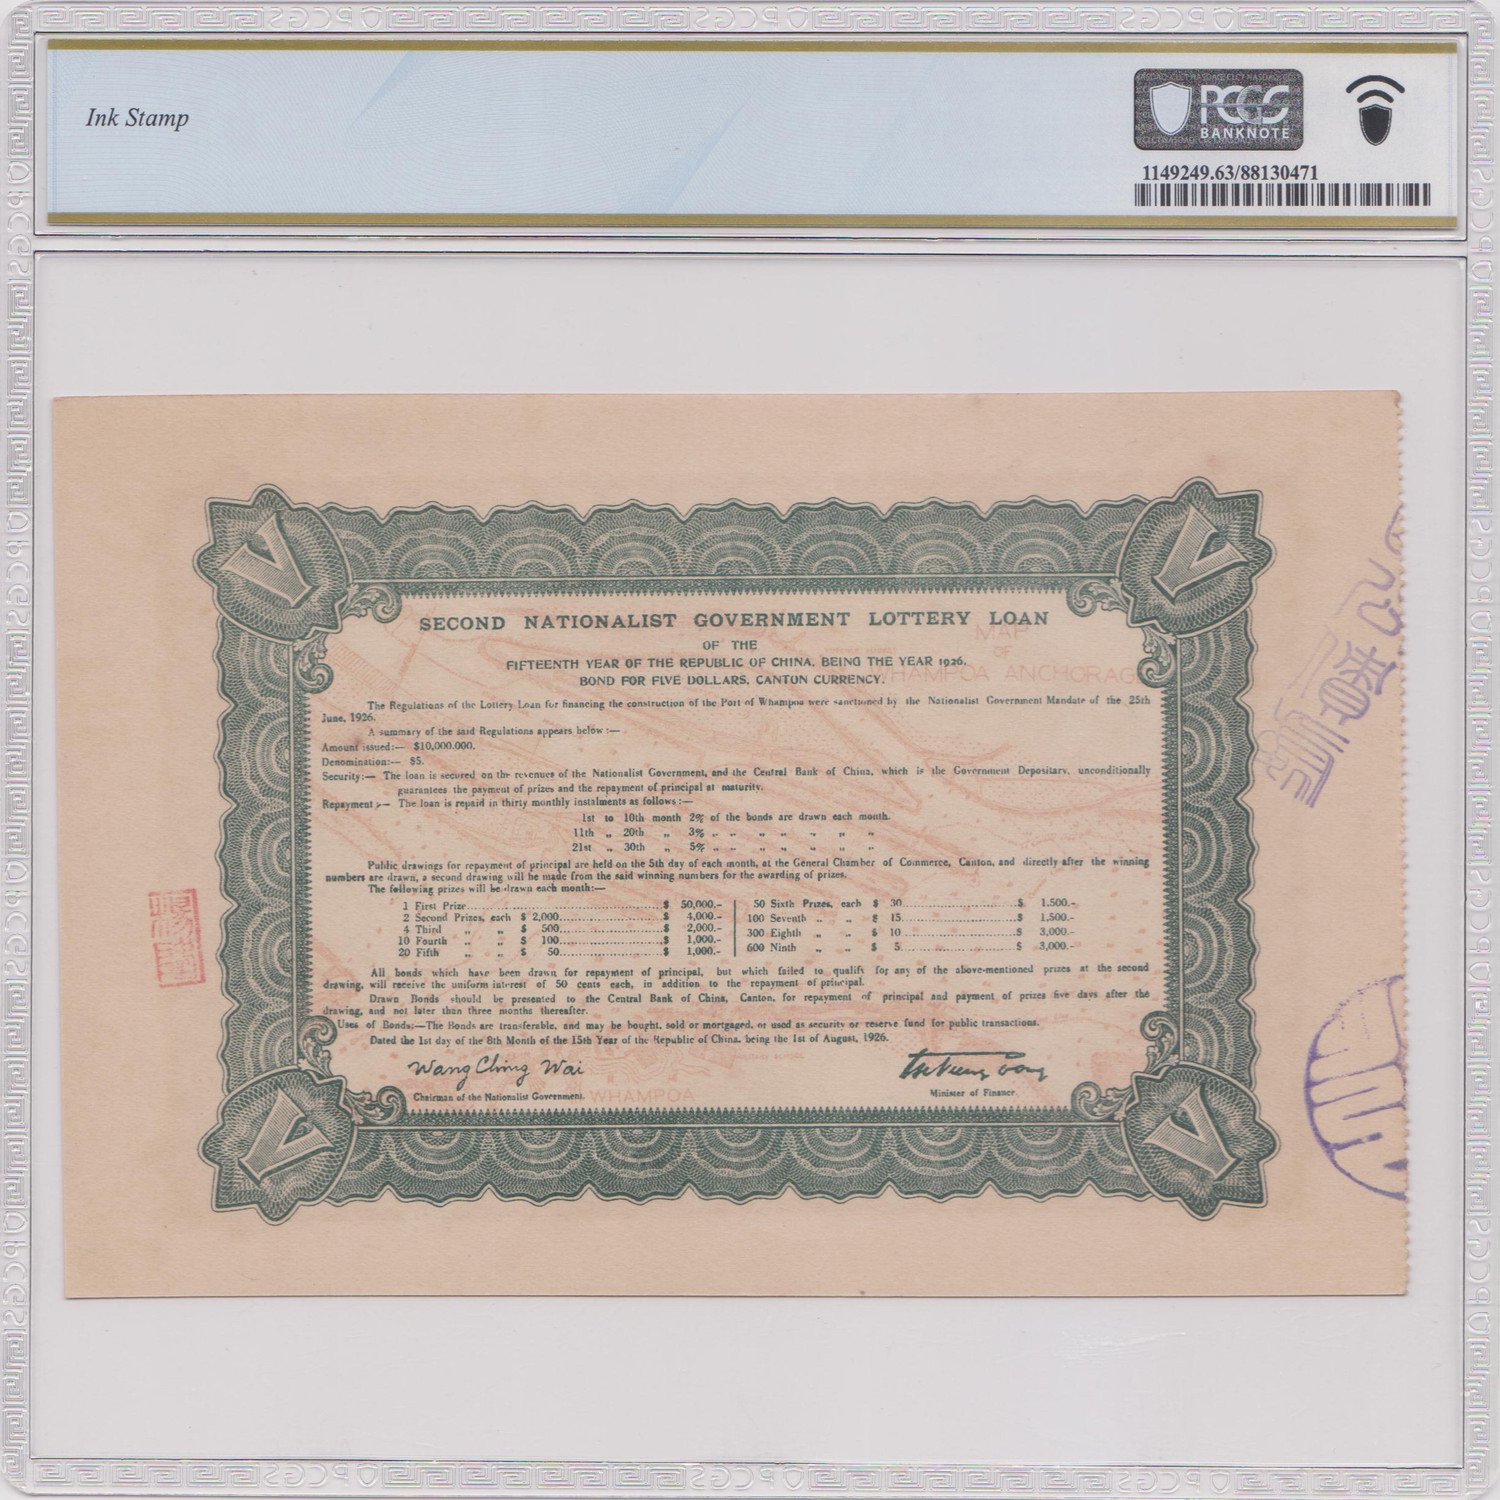 Ink Stamp
PCGS
BANKNOTE
1149249.63/88130471
SECOND NATIONALIST GOVERNMENT LOTTERY LOAN
OF THE
FIFTEENTH YEAR OF THE REPUBLIC OF CHINA, BEING THE YEAR 1926.
BOND FOR FIVE DOLLARS, CANTON CURRENCY.
MAP
OF
WHAMPOA ANCHORAG
The Regulations of the Lottery Loan for financing the construction of the Port of Whampoa were sanctioned by the Nationalist Government Mandate of the 25th
June, 1926.
A summary of the said Regulations appears below :—
Amount issued:— $10,000.000.
Denomination:— $5.
Security:— The loan is secured on the revenues of the Nationalist Government, and the Central Bank of China, which is the Government Depositary, unconditionally
guarantees the payment of prizes and the repayment of principal at maturity.
Repayment :— The loan is repaid in thirty monthly instalments as follows :—
1st to 10th month 2% of the bonds are drawn each month.
11th „ 20th „ 3% „ „ „ „ „ „ „
21st „ 30th „ 5% „ „ „ „ „ „ „
Public drawings for repayment of principal are held on the 5th day of each month, at the General Chamber of Commerce, Canton, and directly after the winning
numbers are drawn, a second drawing will be made from the said winning numbers for the awarding of prizes.
The following prizes will be drawn each month:—
1 First Prize........................$ 50,000.-
2 Second Prizes, each $ 2,000........................$ 4,000.-
4 Third „ „ $ 500........................$ 2,000.-
10 Fourth „ „ $ 100........................$ 1,000.-
20 Fifth „ „ $ 50........................$ 1,000.-
50 Sixth Prizes, each $ 30........................$ 1.500.-
100 Seventh „ „ $ 15........................$ 1,500.-
300 Eighth „ „ $ 10........................$ 3,000.-
600 Ninth „ „ $ 5........................$ 3,000.-
All bonds which have been drawn for repayment of principal, but which failed to qualify for any of the above-mentioned prizes at the second
drawing, will receive the uniform interest of 50 cents each, in addition to the repayment of principal.
Drawn Bonds should be presented to the Central Bank of China, Canton, for repayment of principal and payment of prizes five days after the
drawing, and not later than three months thereafter.
Uses of Bonds:—The Bonds are transferable, and may be bought, sold or mortgaged, or used as security or reserve fund for public transactions.
Dated the 1st day of the 8th Month of the 15th Year of the Republic of China, being the 1st of August, 1926.
Wang Ching Wai
Chairman of the Nationalist Government.
Minister of Finance
WHAMPOA